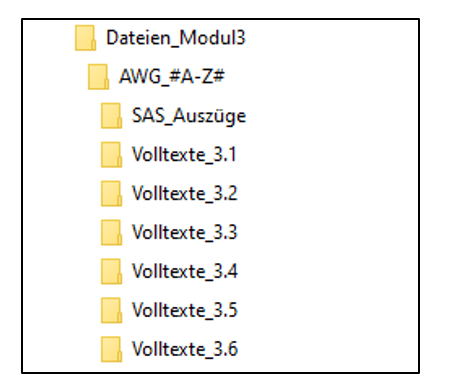 Dateien_Modul3
AWG_#A-Z#
SAS_Auszüge
Volltexte_3.1
Volltexte_3.2
Volltexte_3.3
Volltexte_3.4
Volltexte_3.5
Volltexte_3.6